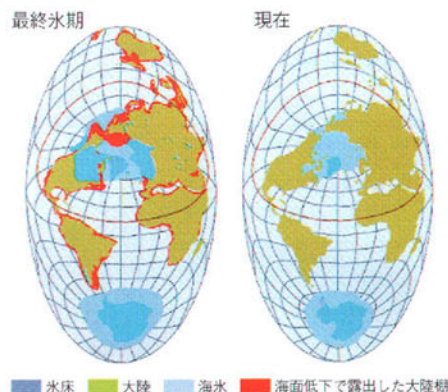 最終氷期
現在
氷床
大陸
海氷
海面低下で露出した大陸棚